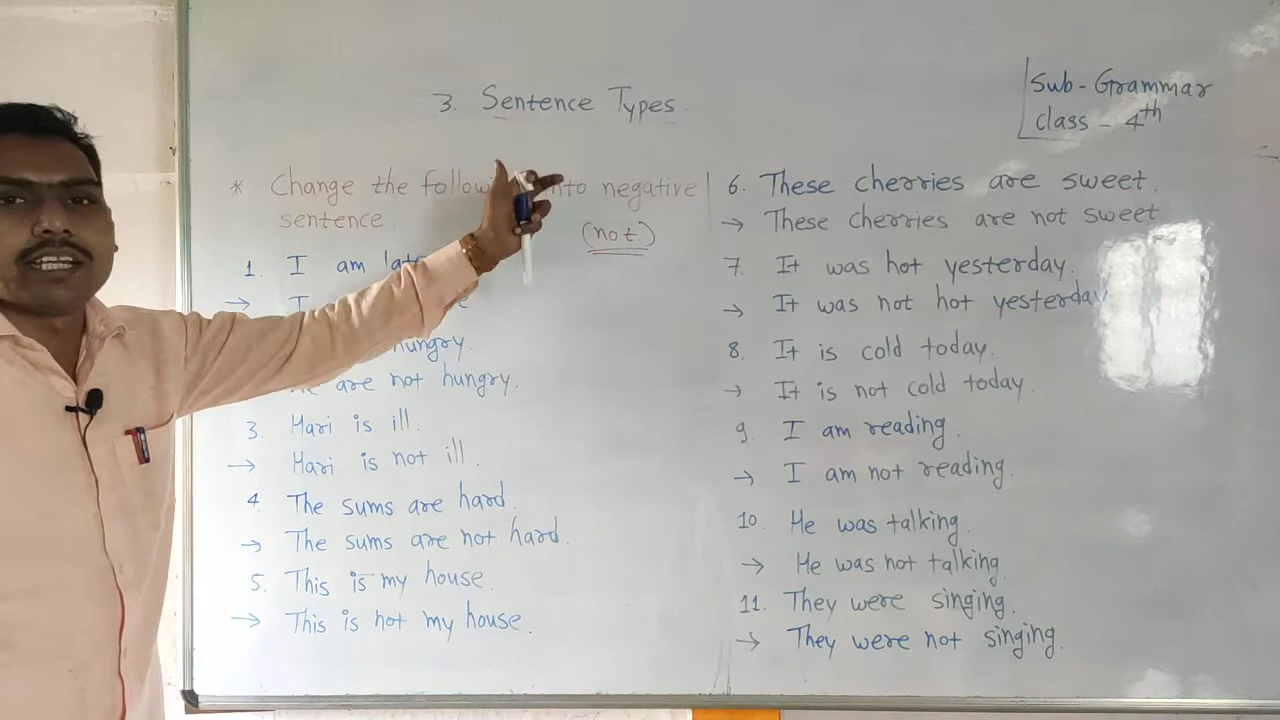 3. Sentence Types.
Sub - Grammar
class - 4th
* Change the following into negative
sentence
(not)
1. I am late
→ I
hungry.
are not hungry.
3. Hari is ill.
→ Hari is not ill.
4. The sums are hard.
→ The sums are not hard.
5. This is my house.
→ This is not my house.
6. These cherries are sweet.
→ These cherries are not sweet
7. It was hot yesterday.
→ It was not hot yesterday
8. It is cold today.
→ It is not cold today.
9. I am reading.
→ I am not reading.
10. He was talking.
→ He was not talking.
11. They were singing.
→ They were not singing.